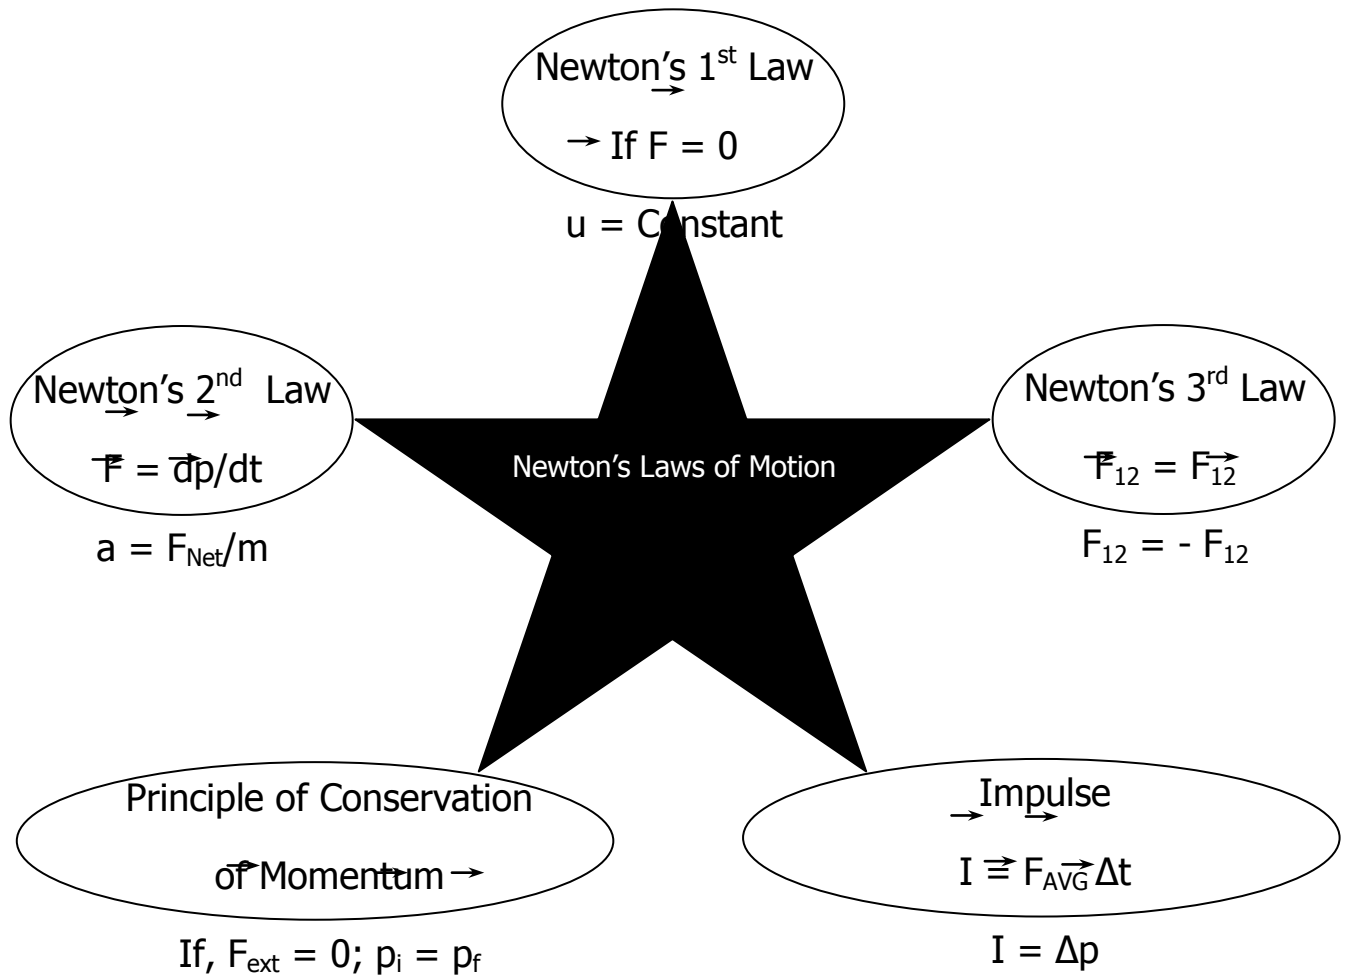 Newton's 1st Law
If F = 0
u = Constant
Newton's 2nd Law
F = dp/dt
a = FNet/m
Newton's Laws of Motion
Newton's 3rd Law
F12 = F12
F12 = - F12
Principle of Conservation
of Momentum
If, Fext = 0; pi = pf
Impulse
I = FAVG Δt
I = Δp